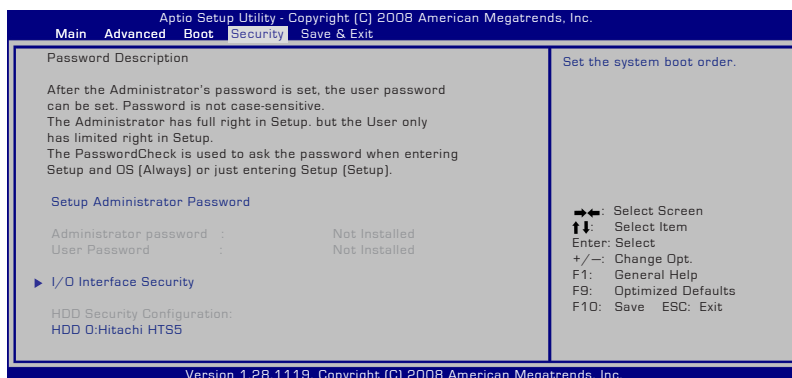 Aptio Setup Utility - Copyright (C) 2008 American Megatrends, Inc.
Main Advanced Boot Security Save & Exit
Password Description
After the Administrator's password is set, the user password
can be set. Password is not case-sensitive.
The Administrator has full right in Setup. but the User only
has limited right in Setup.
The PasswordCheck is used to ask the password when entering
Setup and OS (Always) or just entering Setup (Setup).
Setup Administrator Password
Administrator password : Not Installed
User Password : Not Installed
I/O Interface Security
HDD Security Configuration:
HDD 0:Hitachi HTS5
Set the system boot order.
→←: Select Screen
↑↓: Select Item
Enter: Select
+/—: Change Opt.
F1: General Help
F9: Optimized Defaults
F10: Save ESC: Exit
Version 1.28.1119. Copyright (C) 2008 American Megatrends, Inc.